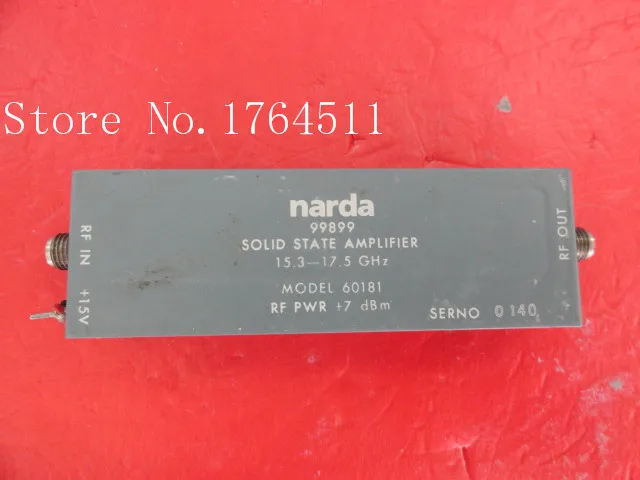 Store No.1764511
narda
99899
SOLID STATE AMPLIFIER
15.3—17.5 GHz
MODEL 60181
RF PWR +7 dBm
SERNO 0140
RF IN +15V
RF OUT